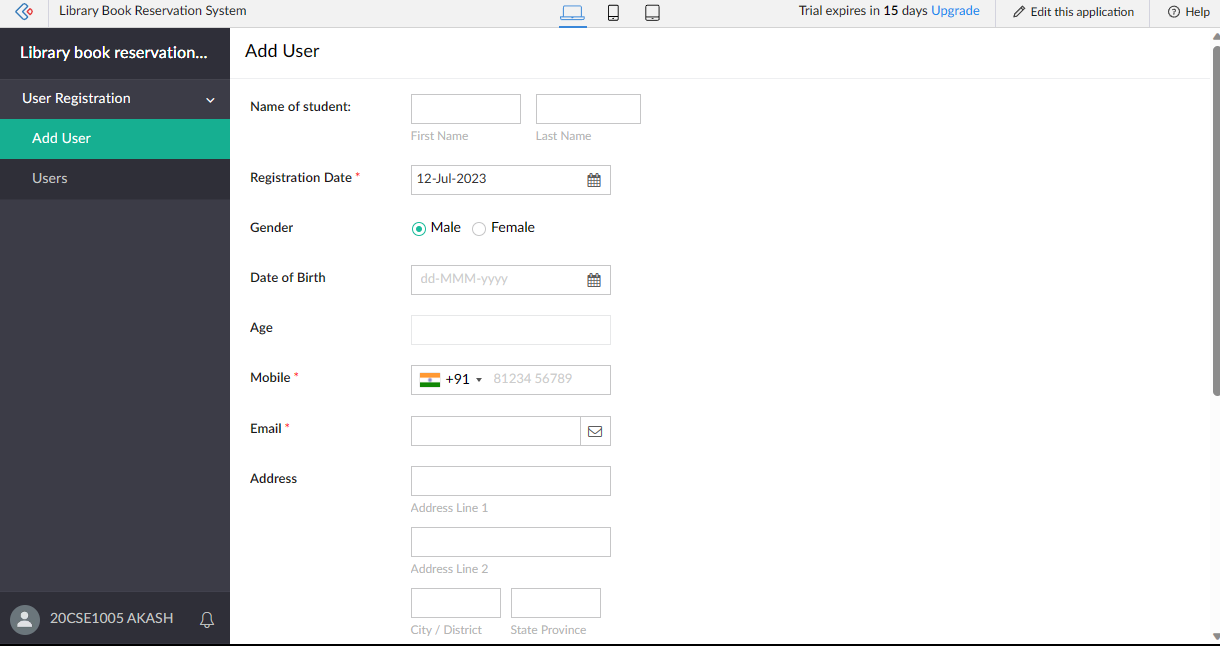 Library Book Reservation System
Trial expires in 15 days Upgrade
Edit this application
Help
Library book reservation...
User Registration
Add User
Users
20CSE1005 AKASH
Add User
Name of student:
First Name
Last Name
Registration Date *
12-Jul-2023
Gender
Male
Female
Date of Birth
dd-MMM-yyyy
Age
Mobile *
+91
81234 56789
Email *
Address
Address Line 1
Address Line 2
City / District
State Province